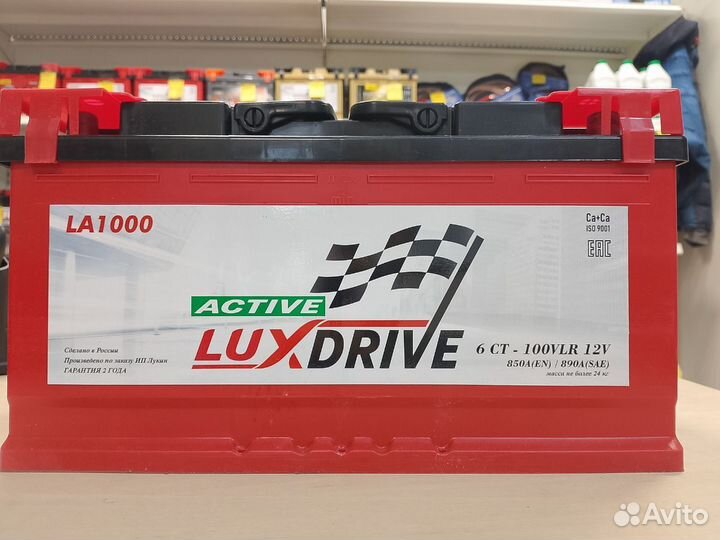 LA1000
Ca+Ca
ISO 9001
EAC
ACTIVE
LUXDRIVE
Сделано в России
Произведено по заказу ИП Лукин
ГАРАНТИЯ 2 ГОДА
6 СТ - 100VLR 12V
850A(EN) / 890A(SAE)
масса не более 24 кг
Avito